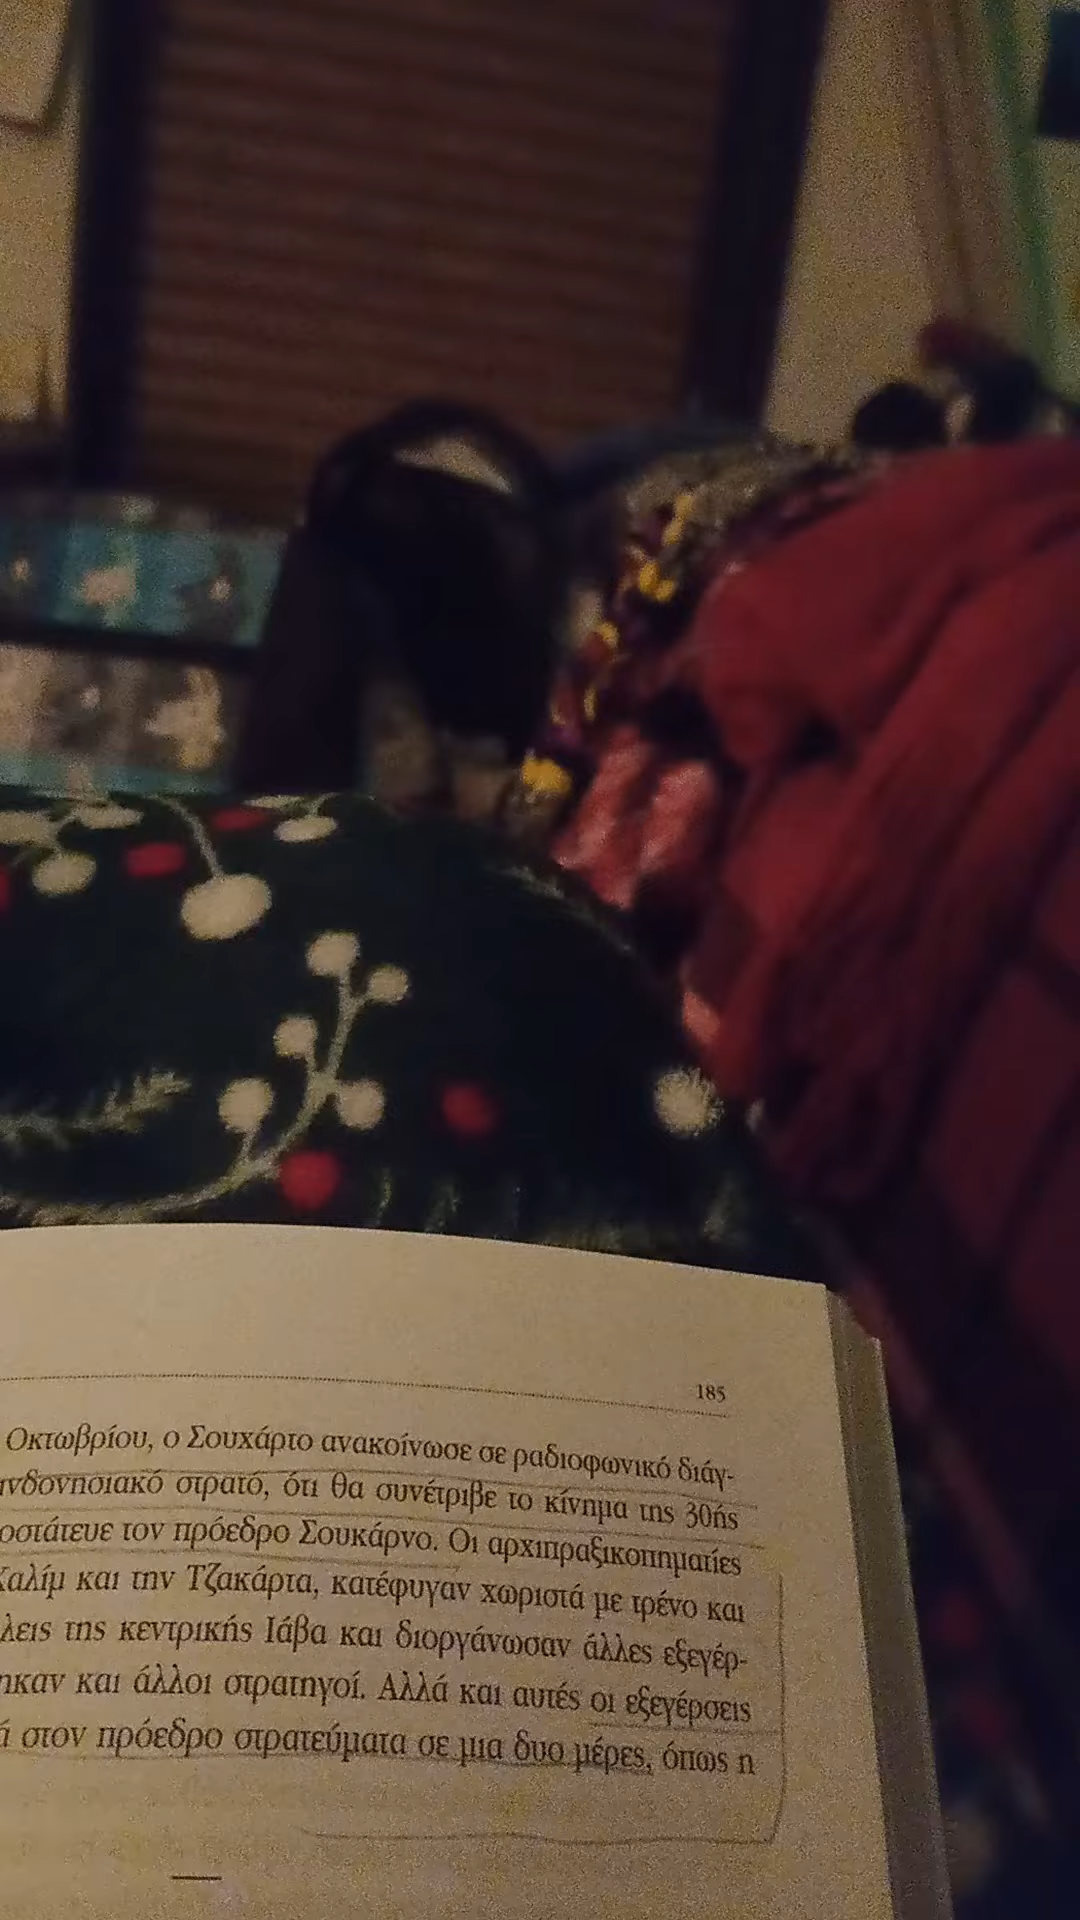 185
Οκτωβρίου, ο Σουχάρτο ανακοίνωσε σε ραδιοφωνικό διάγ-
νδονησιακό στρατό, ότι θα συνέτριβε το κίνημα της 30ής
οστάτευε τον πρόεδρο Σουκάρνο. Οι αρχιπραξικοπηματίες
Χαλίμ και την Τζακάρτα, κατέφυγαν χωριστά με τρένο και
λεις της κεντρικής Ιάβα και διοργάνωσαν άλλες εξεγέρ-
ηκαν και άλλοι στρατηγοί. Αλλά και αυτές οι εξεγέρσεις
ά στον πρόεδρο στρατεύματα σε μια δυο μέρες, όπως η